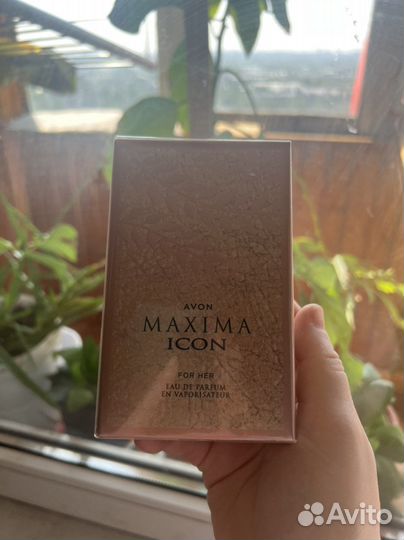 AVON
MAXIMA
ICON
FOR HER
EAU DE PARFUM
EN VAPORISATEUR
Avito